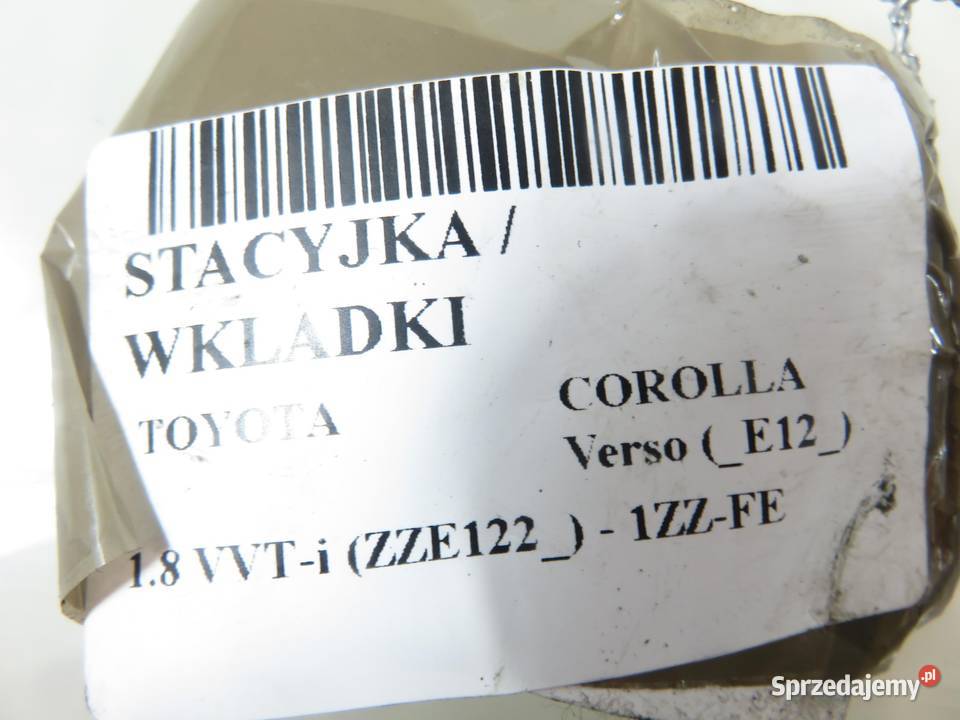 STACYJKA /
WKLADKI
TOYOTA
COROLLA
Verso (_E12_)
1.8 VVT-i (ZZE122_) - 1ZZ-FE
Sprzedajemy.pl